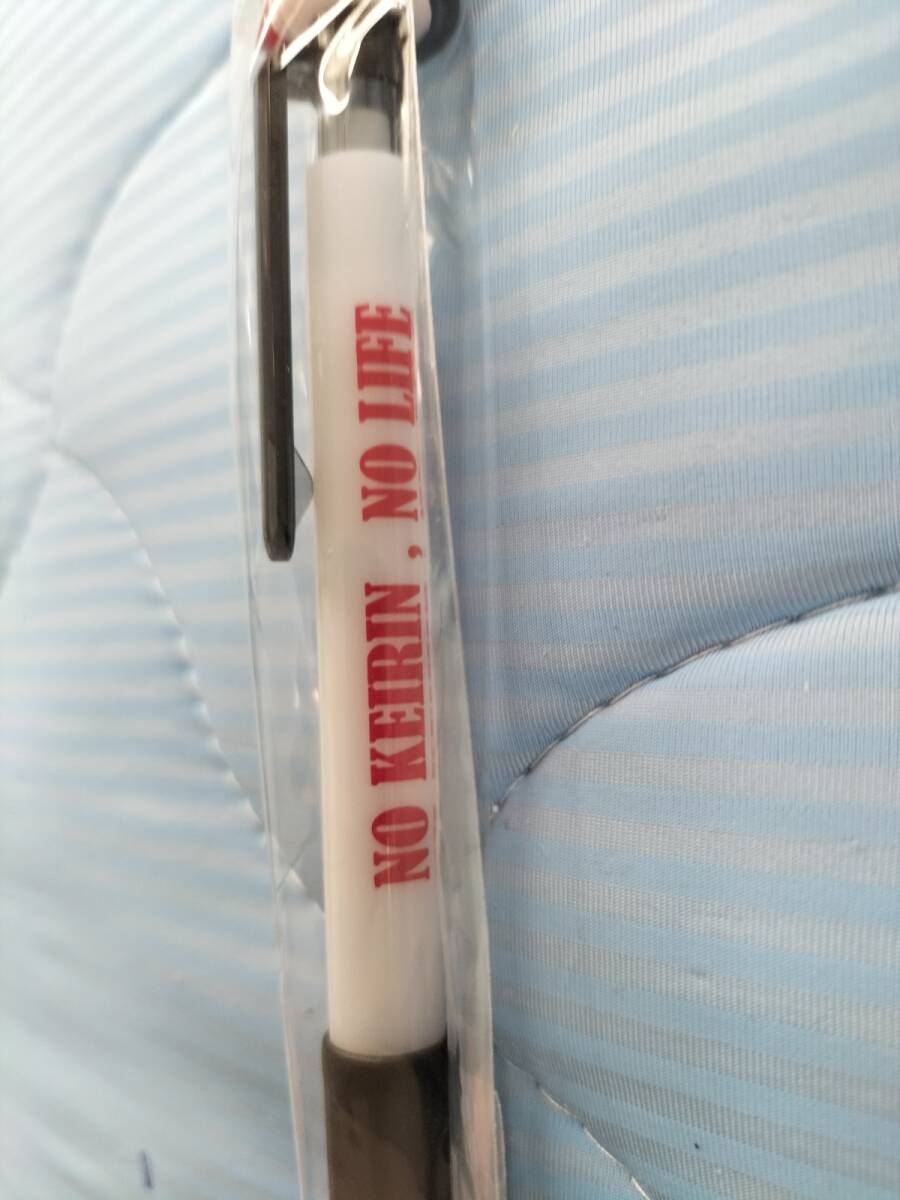 NO KEIRIN , NO LIFE